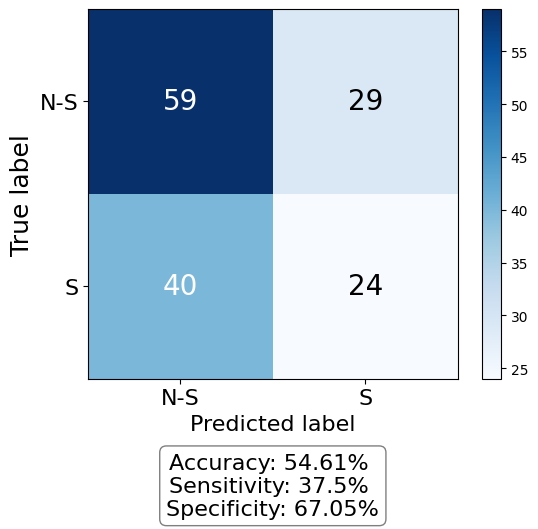 N-S
59
29
S
40
24
N-S
S
True label
Predicted label
55
50
45
40
35
30
25
Accuracy: 54.61%
Sensitivity: 37.5%
Specificity: 67.05%